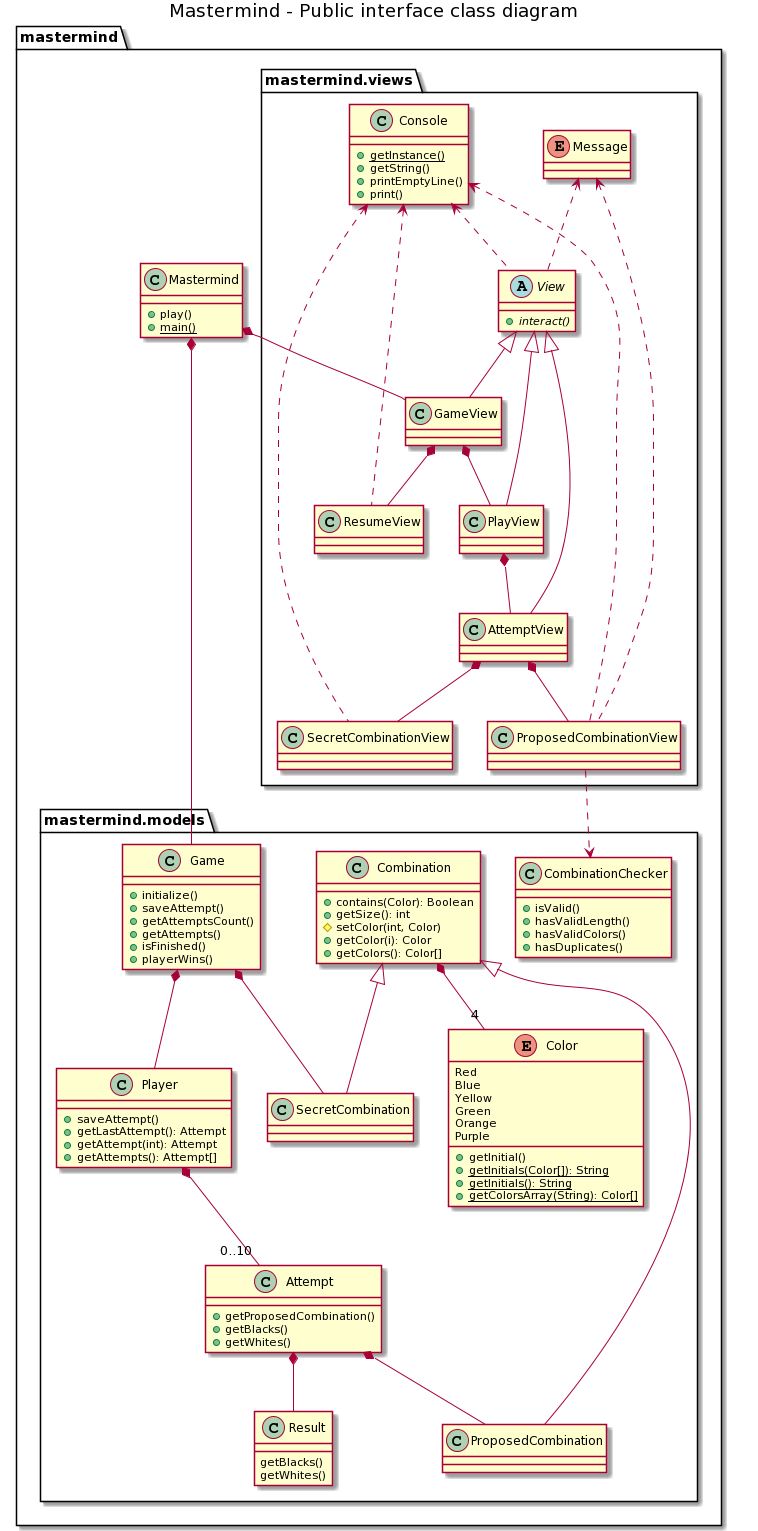 Mastermind - Public interface class diagram
mastermind
mastermind.views
C Console
getInstance()
getString()
printEmptyLine()
print()
E Message
C Mastermind
play()
main()
A View
interact()
C GameView
C ResumeView
C PlayView
C AttemptView
C SecretCombinationView
C ProposedCombinationView
mastermind.models
C Game
initialize()
saveAttempt()
getAttemptsCount()
getAttempts()
isFinished()
playerWins()
C Combination
contains(Color): Boolean
getSize(): int
setColor(int, Color)
getColor(i): Color
getColors(): Color[]
C CombinationChecker
isValid()
hasValidLength()
hasValidColors()
hasDuplicates()
4
C Player
saveAttempt()
getLastAttempt(): Attempt
getAttempt(int): Attempt
getAttempts(): Attempt[]
C SecretCombination
E Color
Red
Blue
Yellow
Green
Orange
Purple
getInitial()
getInitials(Color[]): String
getInitials(): String
getColorsArray(String): Color[]
0..10
C Attempt
getProposedCombination()
getBlacks()
getWhites()
C Result
getBlacks()
getWhites()
C ProposedCombination